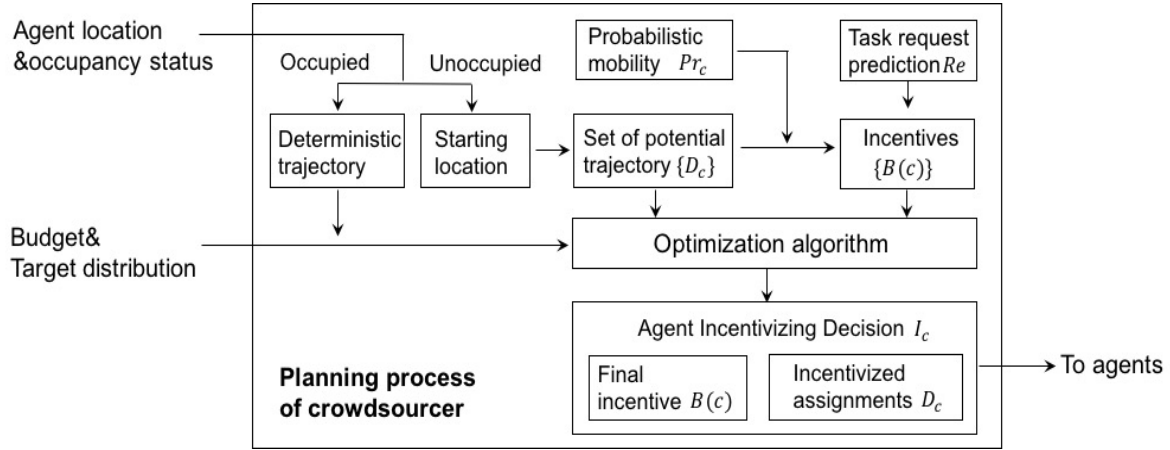 Agent location
&occupancy status
Occupied
Unoccupied
Probabilistic
mobility Pr_c
Task request
prediction Re
Deterministic
trajectory
Starting
location
Set of potential
trajectory {D_c}
Incentives
{B(c)}
Budget&
Target distribution
Optimization algorithm
Agent Incentivizing Decision I_c
Final
incentive B(c)
Incentivized
assignments D_c
Planning process
of crowdsourcer
To agents